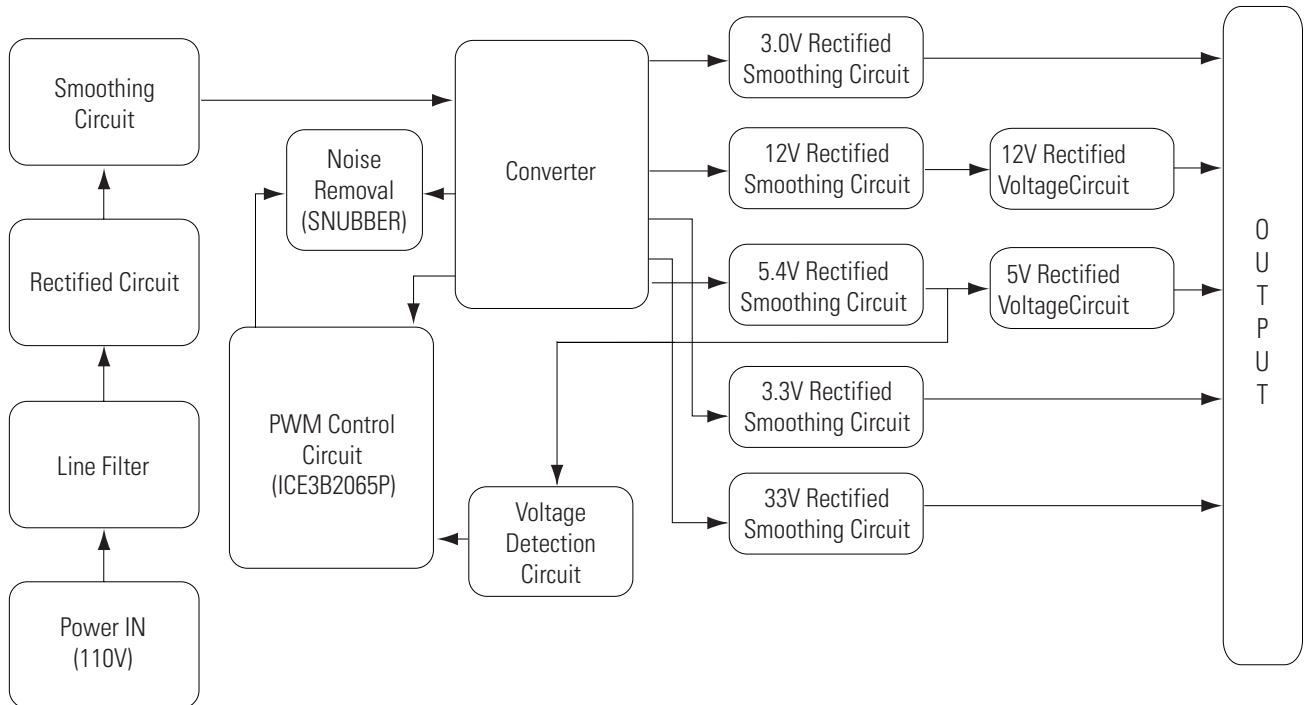 Smoothing
Circuit
Rectified Circuit
Line Filter
Power IN
(110V)
Noise
Removal
(SNUBBER)
PWM Control
Circuit
(ICE3B2065P)
Converter
Voltage
Detection
Circuit
3.0V Rectified
Smoothing Circuit
12V Rectified
Smoothing Circuit
12V Rectified
VoltageCircuit
5.4V Rectified
Smoothing Circuit
5V Rectified
VoltageCircuit
3.3V Rectified
Smoothing Circuit
33V Rectified
Smoothing Circuit
O
U
T
P
U
T